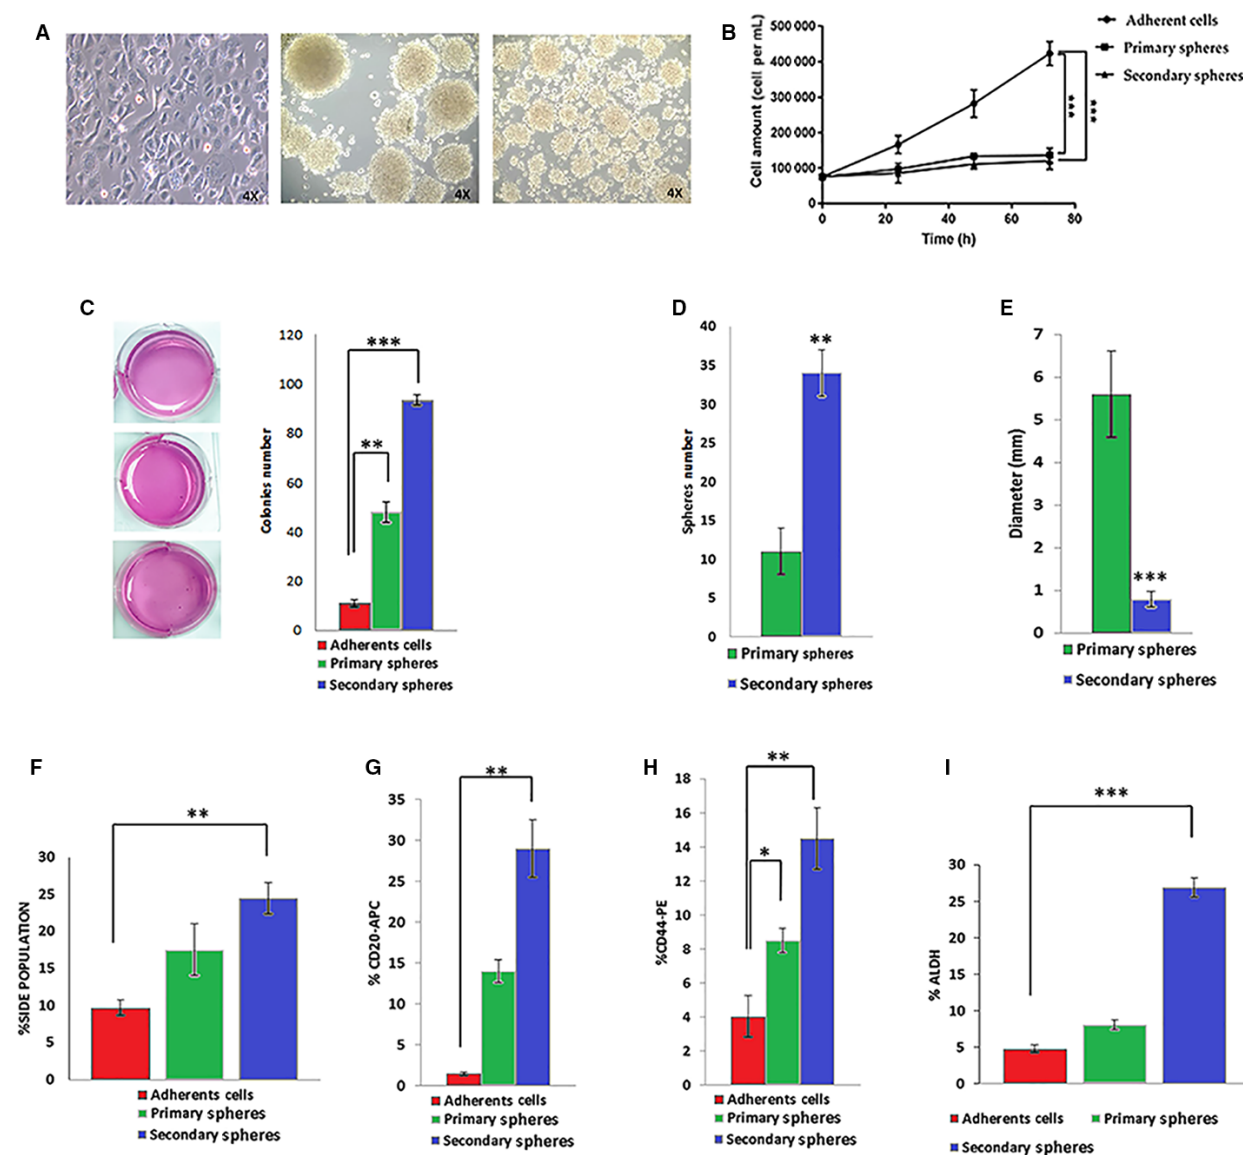 A
4X
4X
4X
B
Cell amount (cell per mL)
500 000
400 000
300 000
200 000
100 000
0
0 20 40 60 80
Time (h)
Adherent cells
Primary spheres
Secondary spheres
***
***
C
Colonies number
120
100
80
60
40
20
0
***
**
Adherents cells
Primary spheres
Secondary spheres
D
Spheres number
40
35
30
25
20
15
10
5
0
**
Primary spheres
Secondary spheres
E
Diameter (mm)
7
6
5
4
3
2
1
0
***
Primary spheres
Secondary spheres
F
%SIDE POPULATION
30
25
20
15
10
5
0
**
Adherents cells
Primary spheres
Secondary spheres
G
% CD20-APC
35
30
25
20
15
10
5
0
**
Adherents cells
Primary spheres
Secondary spheres
H
%CD44-PE
18
16
14
12
10
8
6
4
2
0
**
*
Adherents cells
Primary spheres
Secondary spheres
I
% ALDH
30
25
20
15
10
5
0
***
Adherents cells
Primary spheres
Secondary spheres